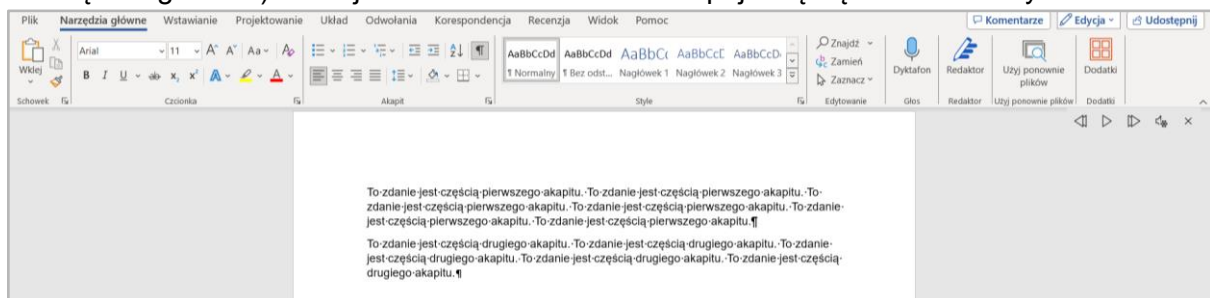 Plik Narzędzia główne Wstawianie Projektowanie Układ Odwołania Korespondencja Recenzja Widok Pomoc Komentarze Edycja Udostępnij
Wklej
Arial 11 A A Aa A
B I U ab x₂ x² A A
AaBbCcDd AaBbCcDd AaBbCc AaBbCcC AaBbCcD
¶ Normalny ¶ Bez odst... Nagłówek 1 Nagłówek 2 Nagłówek 3
Znajdź
Zamień
Zaznacz
Dyktafon
Redaktor
Użyj ponownie
plików
Dodatki
Schowek Czcionka Akapit Style Edytowanie Głos Redaktor Użyj ponownie plików Dodatki
To·zdanie·jest·częścią·pierwszego·akapitu.·To·zdanie·jest·częścią·pierwszego·akapitu.·To·
zdanie·jest·częścią·pierwszego·akapitu.·To·zdanie·jest·częścią·pierwszego·akapitu.·To·zdanie·
jest·częścią·pierwszego·akapitu.·To·zdanie·jest·częścią·pierwszego·akapitu.¶
To·zdanie·jest·częścią·drugiego·akapitu.·To·zdanie·jest·częścią·drugiego·akapitu.·To·zdanie·
jest·częścią·drugiego·akapitu.·To·zdanie·jest·częścią·drugiego·akapitu.·To·zdanie·jest·częścią·
drugiego·akapitu.¶